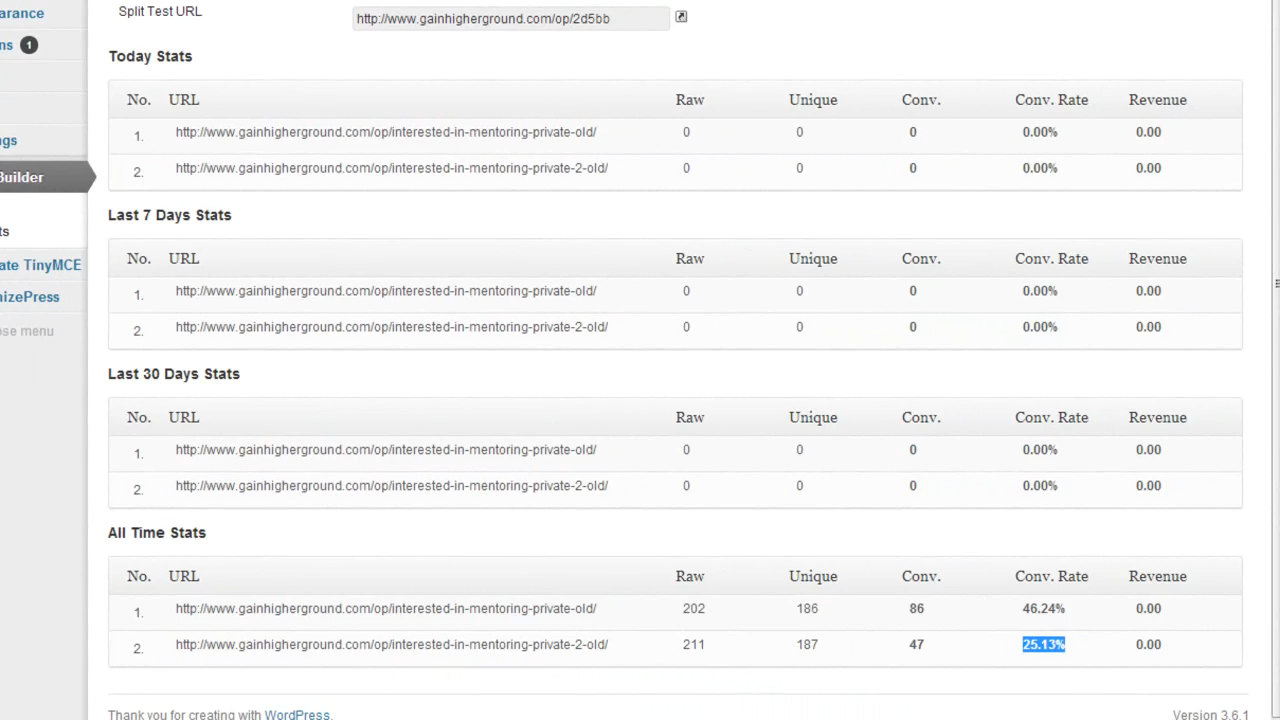 arance
ns 1
ngs
Builder
ts
ate TinyMCE
nizePress
ose menu
Split Test URL http://www.gainhigherground.com/op/2d5bb
Today Stats
No. URL Raw Unique Conv. Conv. Rate Revenue
1. http://www.gainhigherground.com/op/interested-in-mentoring-private-old/ 0 0 0 0.00% 0.00
2. http://www.gainhigherground.com/op/interested-in-mentoring-private-2-old/ 0 0 0 0.00% 0.00
Last 7 Days Stats
No. URL Raw Unique Conv. Conv. Rate Revenue
1. http://www.gainhigherground.com/op/interested-in-mentoring-private-old/ 0 0 0 0.00% 0.00
2. http://www.gainhigherground.com/op/interested-in-mentoring-private-2-old/ 0 0 0 0.00% 0.00
Last 30 Days Stats
No. URL Raw Unique Conv. Conv. Rate Revenue
1. http://www.gainhigherground.com/op/interested-in-mentoring-private-old/ 0 0 0 0.00% 0.00
2. http://www.gainhigherground.com/op/interested-in-mentoring-private-2-old/ 0 0 0 0.00% 0.00
All Time Stats
No. URL Raw Unique Conv. Conv. Rate Revenue
1. http://www.gainhigherground.com/op/interested-in-mentoring-private-old/ 202 186 86 46.24% 0.00
2. http://www.gainhigherground.com/op/interested-in-mentoring-private-2-old/ 211 187 47 25.13% 0.00
Thank you for creating with WordPress. Version 3.6.1